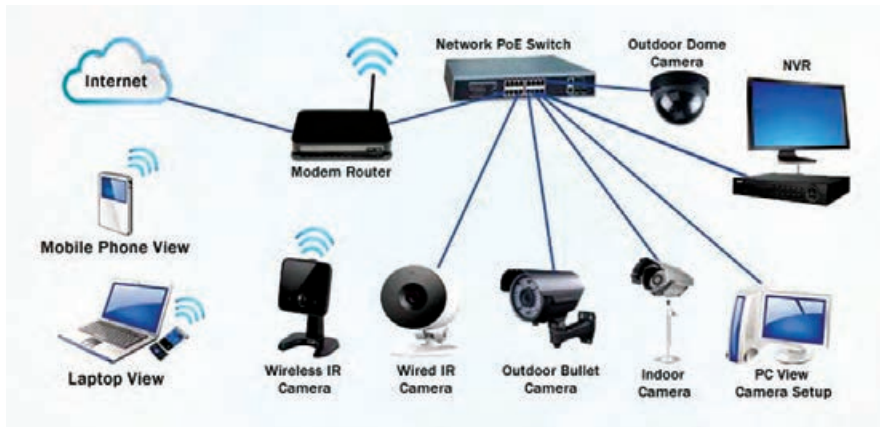 Internet
Network PoE Switch
Outdoor Dome
Camera
NVR
Modem Router
Mobile Phone View
Laptop View
Wireless IR
Camera
Wired IR
Camera
Outdoor Bullet
Camera
Indoor
Camera
PC View
Camera Setup